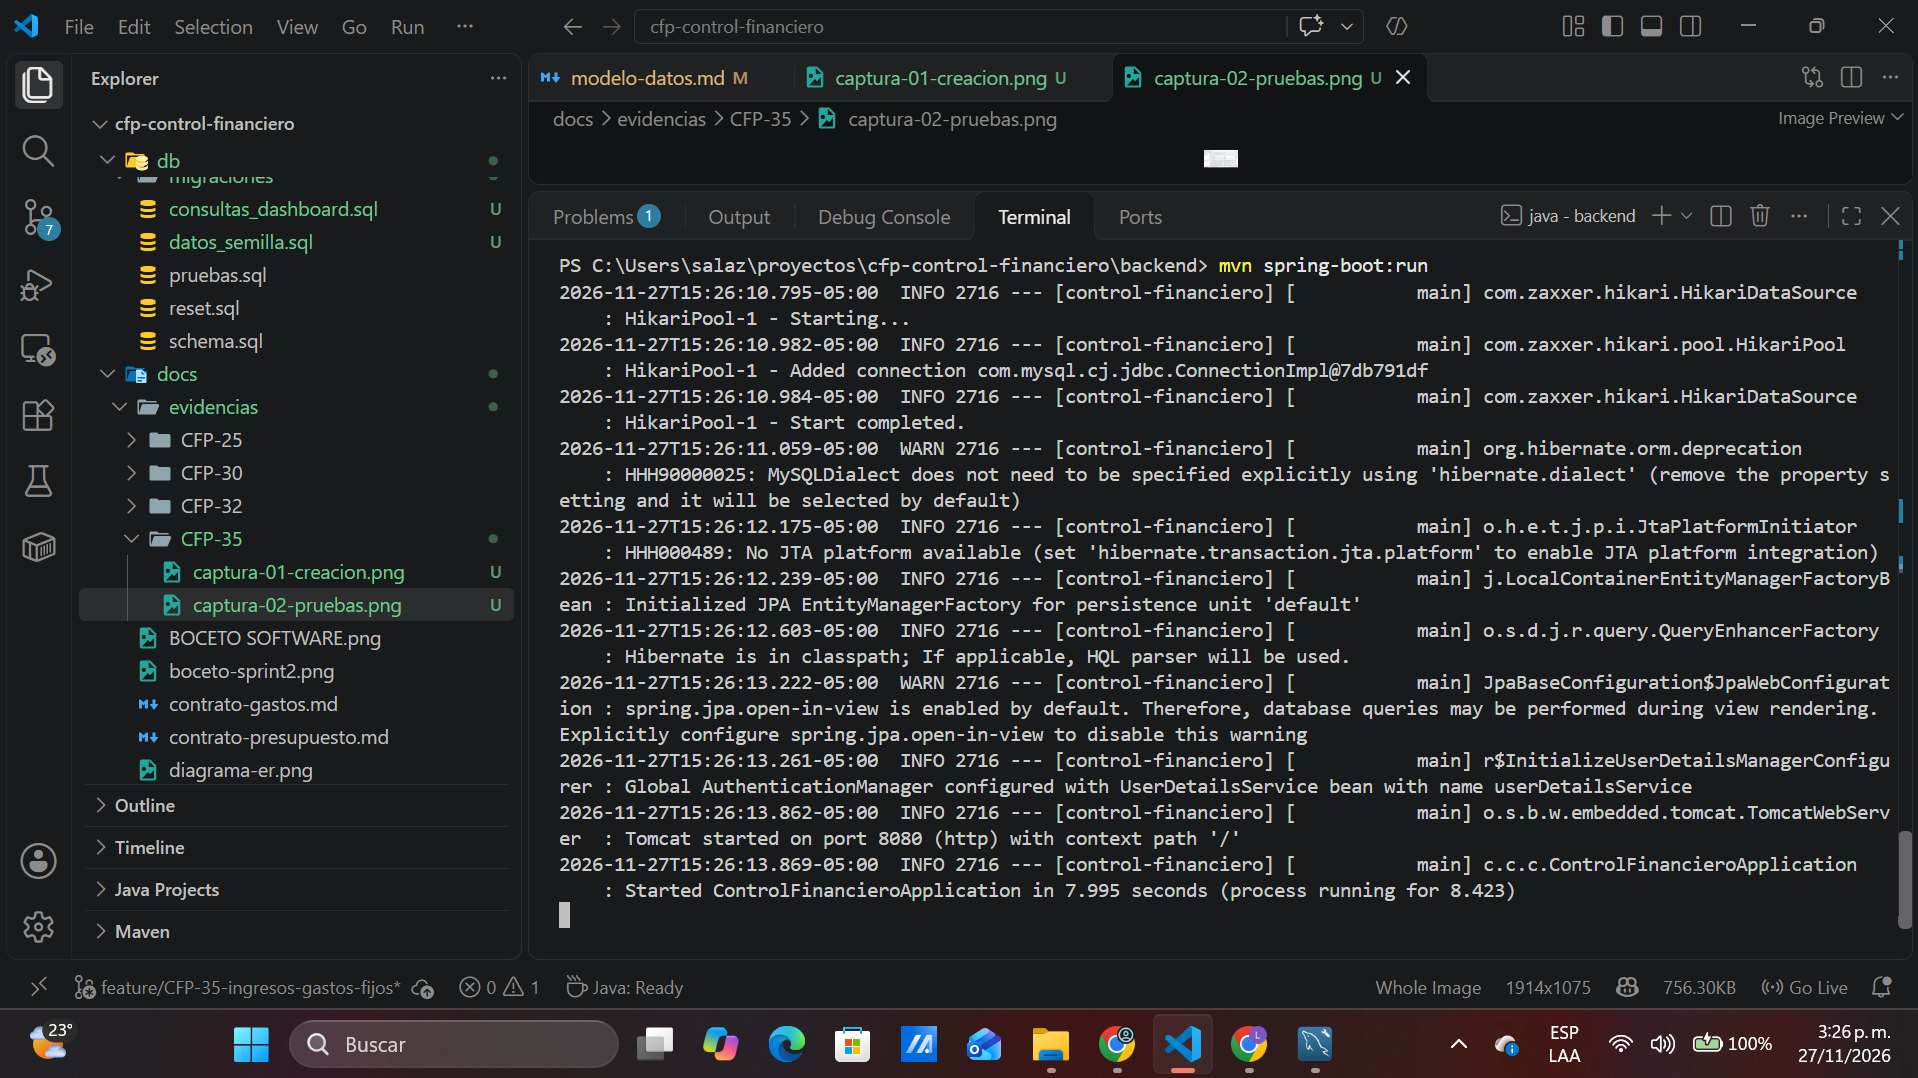 File Edit Selection View Go Run ···
cfp-control-financiero
Explorer
cfp-control-financiero
db
migraciones
consultas_dashboard.sql U
datos_semilla.sql U
pruebas.sql
reset.sql
schema.sql
docs
evidencias
CFP-25
CFP-30
CFP-32
CFP-35
captura-01-creacion.png U
captura-02-pruebas.png U
BOCETO SOFTWARE.png
boceto-sprint2.png
contrato-gastos.md
contrato-presupuesto.md
diagrama-er.png
Outline
Timeline
Java Projects
Maven
7
modelo-datos.md M
captura-01-creacion.png U
captura-02-pruebas.png U
docs > evidencias > CFP-35 > captura-02-pruebas.png
Image Preview
Problems 1 Output Debug Console Terminal Ports
java - backend
PS C:\Users\salaz\proyectos\cfp-control-financiero\backend> mvn spring-boot:run
2026-11-27T15:26:10.795-05:00  INFO 2716 --- [control-financiero] [           main] com.zaxxer.hikari.HikariDataSource
    : HikariPool-1 - Starting...
2026-11-27T15:26:10.982-05:00  INFO 2716 --- [control-financiero] [           main] com.zaxxer.hikari.pool.HikariPool
    : HikariPool-1 - Added connection com.mysql.cj.jdbc.ConnectionImpl@7db791df
2026-11-27T15:26:10.984-05:00  INFO 2716 --- [control-financiero] [           main] com.zaxxer.hikari.HikariDataSource
    : HikariPool-1 - Start completed.
2026-11-27T15:26:11.059-05:00  WARN 2716 --- [control-financiero] [           main] org.hibernate.orm.deprecation
    : HHH90000025: MySQLDialect does not need to be specified explicitly using 'hibernate.dialect' (remove the property s
etting and it will be selected by default)
2026-11-27T15:26:12.175-05:00  INFO 2716 --- [control-financiero] [           main] o.h.e.t.j.p.i.JtaPlatformInitiator
    : HHH000489: No JTA platform available (set 'hibernate.transaction.jta.platform' to enable JTA platform integration)
2026-11-27T15:26:12.239-05:00  INFO 2716 --- [control-financiero] [           main] j.LocalContainerEntityManagerFactoryB
ean : Initialized JPA EntityManagerFactory for persistence unit 'default'
2026-11-27T15:26:12.603-05:00  INFO 2716 --- [control-financiero] [           main] o.s.d.j.r.query.QueryEnhancerFactory
    : Hibernate is in classpath; If applicable, HQL parser will be used.
2026-11-27T15:26:13.222-05:00  WARN 2716 --- [control-financiero] [           main] JpaBaseConfiguration$JpaWebConfigurat
ion : spring.jpa.open-in-view is enabled by default. Therefore, database queries may be performed during view rendering.
Explicitly configure spring.jpa.open-in-view to disable this warning
2026-11-27T15:26:13.261-05:00  INFO 2716 --- [control-financiero] [           main] r$InitializeUserDetailsManagerConfigu
rer : Global AuthenticationManager configured with UserDetailsService bean with name userDetailsService
2026-11-27T15:26:13.862-05:00  INFO 2716 --- [control-financiero] [           main] o.s.b.w.embedded.tomcat.TomcatWebServ
er  : Tomcat started on port 8080 (http) with context path '/'
2026-11-27T15:26:13.869-05:00  INFO 2716 --- [control-financiero] [           main] c.c.c.ControlFinancieroApplication
    : Started ControlFinancieroApplication in 7.995 seconds (process running for 8.423)
feature/CFP-35-ingresos-gastos-fijos* 0 1 Java: Ready Whole Image 1914x1075 756.30KB Go Live
23° Buscar ESP 3:26 p. m.
LAA 100% 27/11/2026